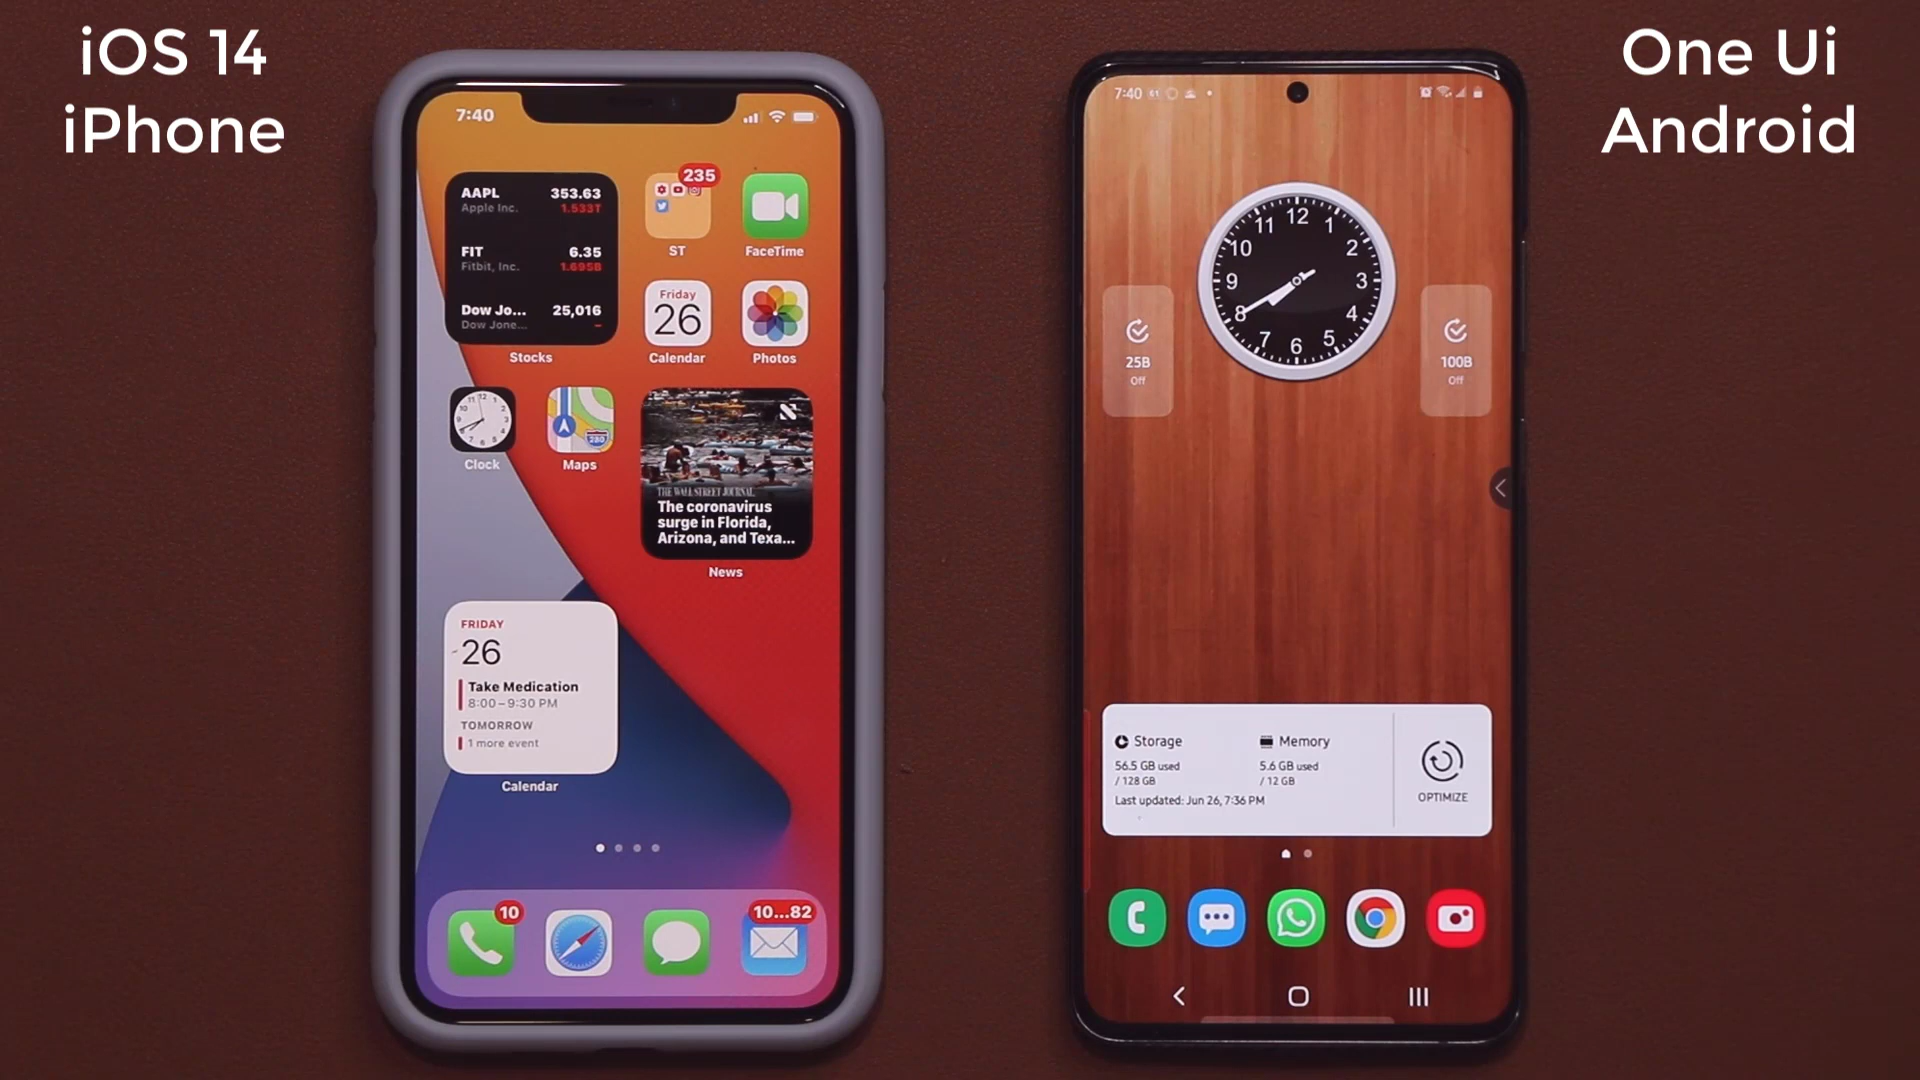 iOS 14
iPhone
One Ui
Android
7:40
AAPL 353.63
Apple Inc. 1.533T
FIT 6.35
Fitbit, Inc. 1.695B
Dow Jo... 25,016
Dow Jone... –
Stocks
235
ST
FaceTime
Friday
26
Calendar
Photos
Clock
280
Maps
THE WALL STREET JOURNAL.
The coronavirus
surge in Florida,
Arizona, and Texa...
News
FRIDAY
26
Take Medication
8:00–9:30 PM
TOMORROW
1 more event
Calendar
10
10...82
7:40 61
12
11 1
10 2
9 3
8 4
7 5
6
25B
Off
100B
Off
Storage
56.5 GB used
/ 128 GB
Memory
5.6 GB used
/ 12 GB
Last updated: Jun 26, 7:36 PM
OPTIMIZE